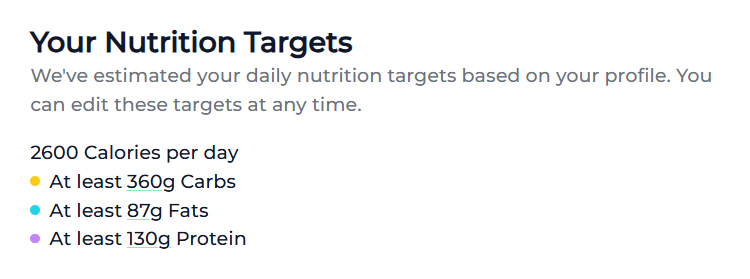 Your Nutrition Targets
We've estimated your daily nutrition targets based on your profile. You
can edit these targets at any time.
2600 Calories per day
At least 360g Carbs
At least 87g Fats
At least 130g Protein